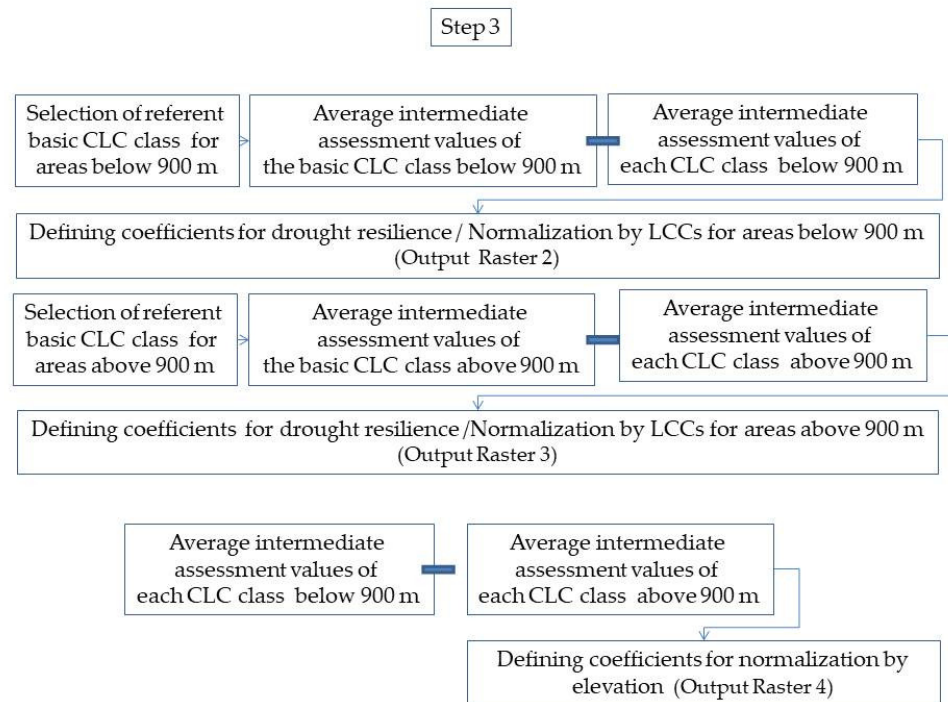 Step 3
Selection of referent
basic CLC class for
areas below 900 m
Average intermediate
assessment values of
the basic CLC class below 900 m
Average intermediate
assessment values of
each CLC class below 900 m
Defining coefficients for drought resilience / Normalization by LCCs for areas below 900 m
(Output Raster 2)
Selection of referent
basic CLC class for
areas above 900 m
Average intermediate
assessment values of
the basic CLC class above 900 m
Average intermediate
assessment values of
each CLC class above 900 m
Defining coefficients for drought resilience /Normalization by LCCs for areas above 900 m
(Output Raster 3)
Average intermediate
assessment values of
each CLC class below 900 m
Average intermediate
assessment values of
each CLC class above 900 m
Defining coefficients for normalization by
elevation (Output Raster 4)